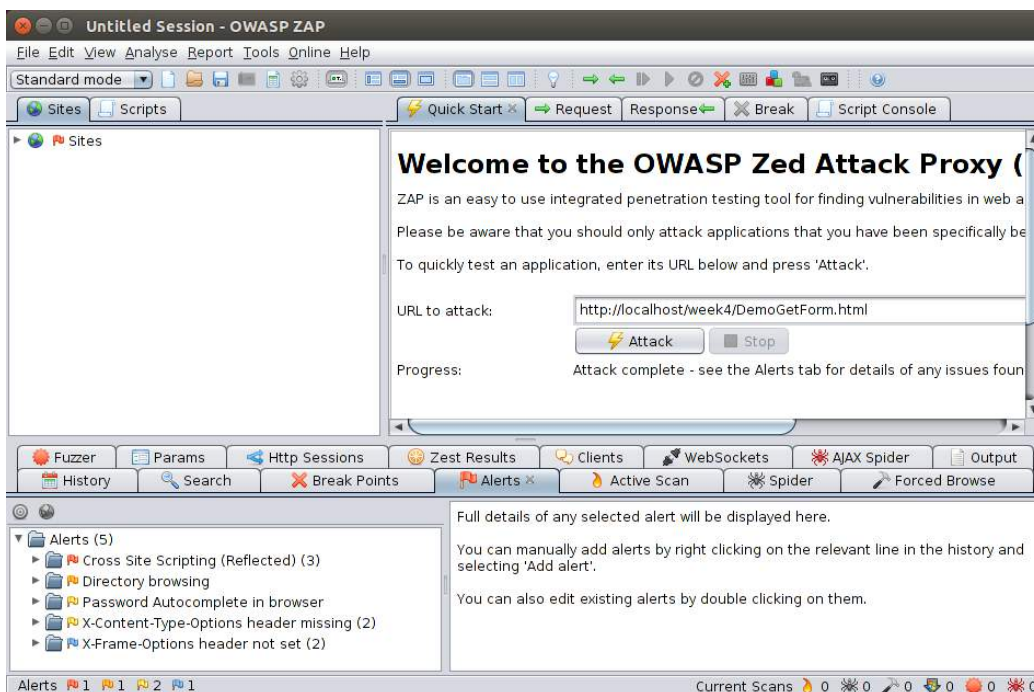 Untitled Session - OWASP ZAP
File Edit View Analyse Report Tools Online Help
Standard mode
Sites Scripts
Quick Start Request Response Break Script Console
Sites
Welcome to the OWASP Zed Attack Proxy (
ZAP is an easy to use integrated penetration testing tool for finding vulnerabilities in web a
Please be aware that you should only attack applications that you have been specifically be
To quickly test an application, enter its URL below and press 'Attack'.
URL to attack: http://localhost/week4/DemoGetForm.html
Attack Stop
Progress: Attack complete - see the Alerts tab for details of any issues foun
Fuzzer Params Http Sessions Zest Results Clients WebSockets AJAX Spider Output
History Search Break Points Alerts Active Scan Spider Forced Browse
Alerts (5)
Cross Site Scripting (Reflected) (3)
Directory browsing
Password Autocomplete in browser
X-Content-Type-Options header missing (2)
X-Frame-Options header not set (2)
Full details of any selected alert will be displayed here.
You can manually add alerts by right clicking on the relevant line in the history and
selecting 'Add alert'.
You can also edit existing alerts by double clicking on them.
Alerts 1 1 2 1 Current Scans 0 0 0 0 0 0